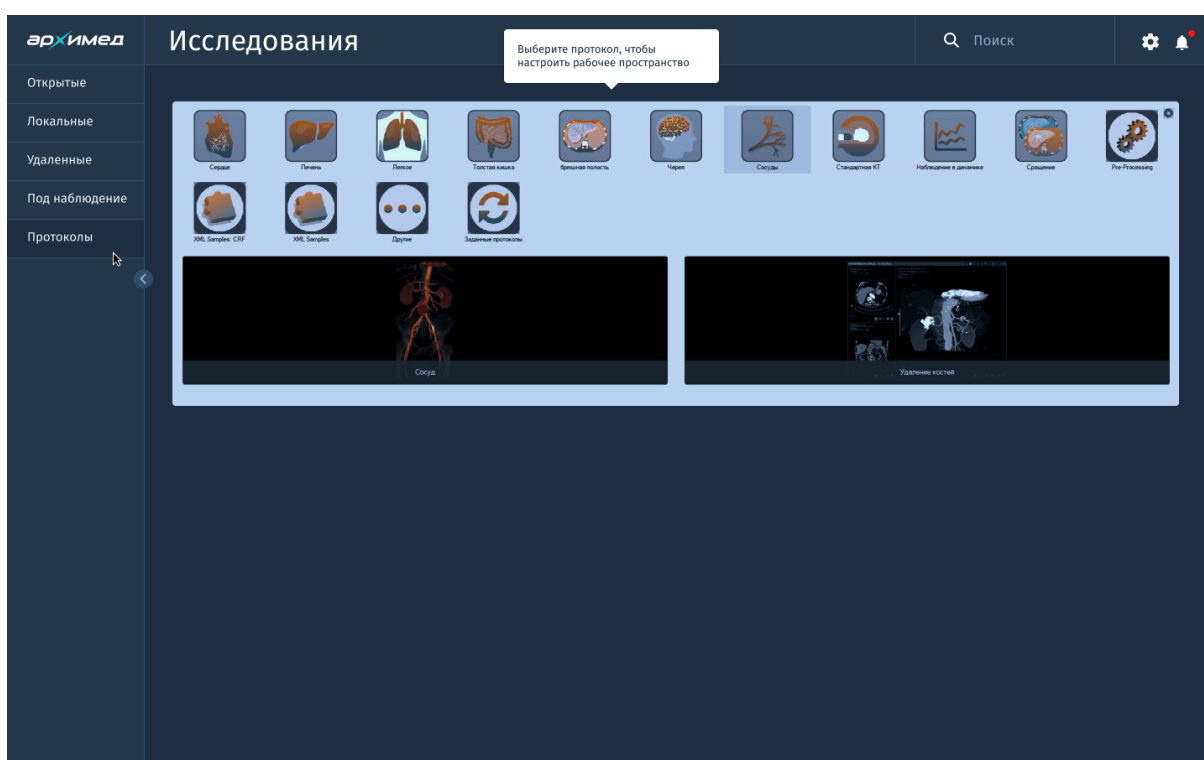 архимед
Исследования
Поиск
Выберите протокол, чтобы
настроить рабочее пространство
Открытые
Локальные
Удаленные
Под наблюдение
Протоколы
Сердце
Печень
Легкое
Толстая кишка
брюшная полость
Череп
Сосуды
Стандартная КТ
Наблюдение в динамике
Сращение
Pre-Processing
XML Samples: CRF
XML Samples
Другие
Заданные протоколы
Сосуд
Удаление костей